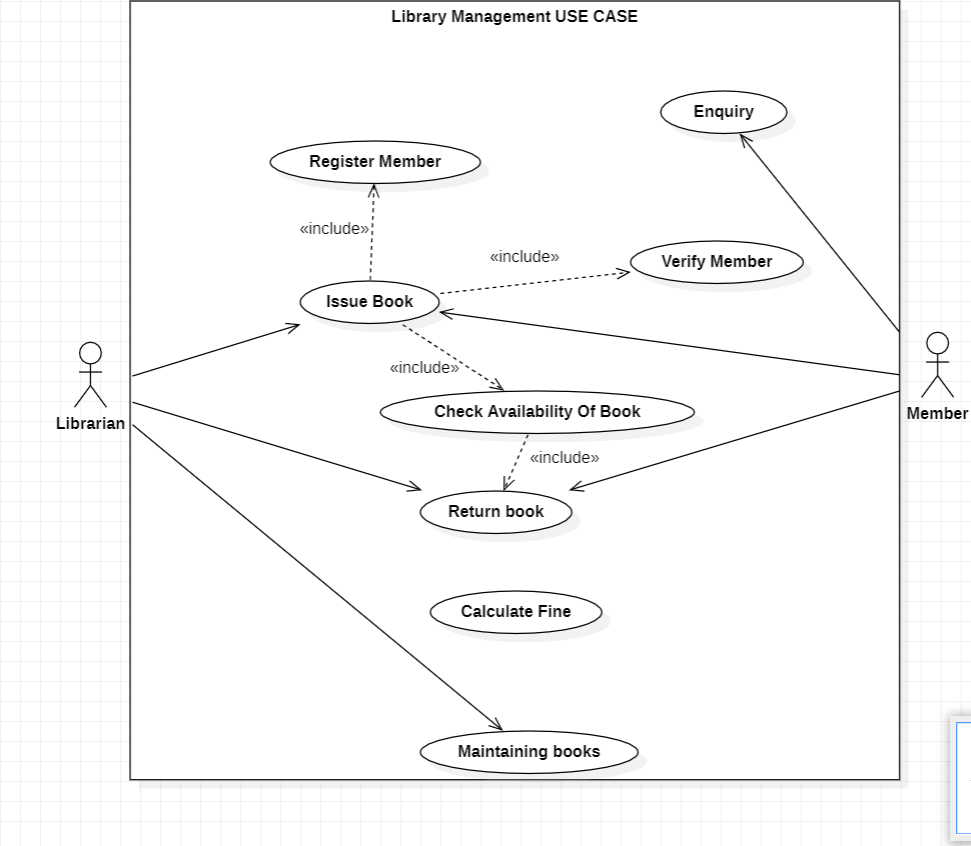 Library Management USE CASE
Enquiry
Register Member
«include»
«include»
Verify Member
Issue Book
«include»
Check Availability Of Book
Librarian
Member
«include»
Return book
Calculate Fine
Maintaining books